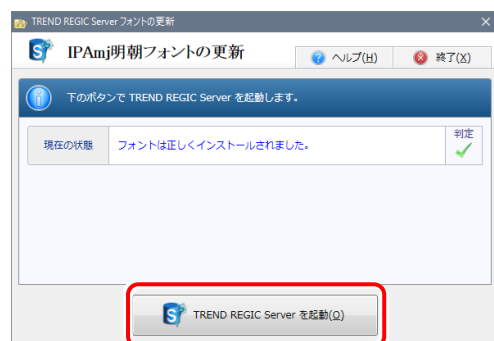 TREND REGIC Server フォントの更新
IPAmj明朝フォントの更新
ヘルプ(H)
終了(X)
下のボタンで TREND REGIC Server を起動します。
現在の状態
フォントは正しくインストールされました。
判定
TREND REGIC Server を起動(O)